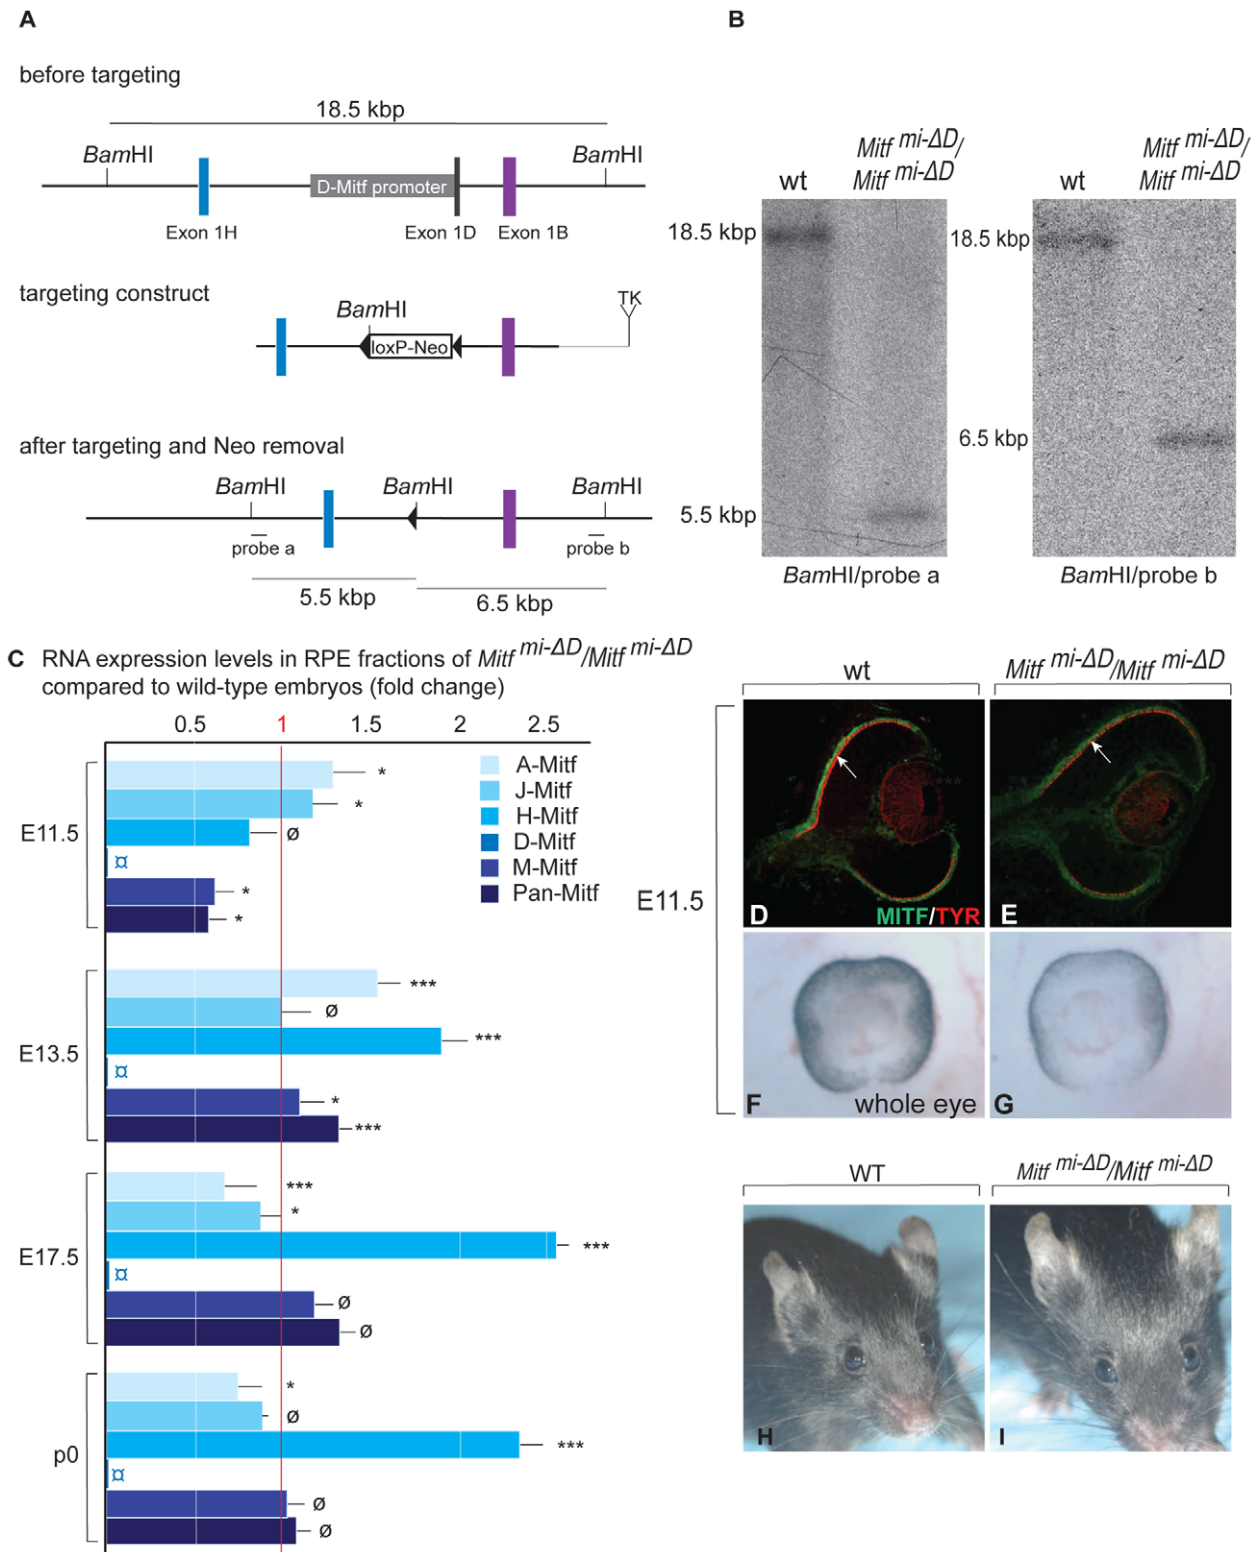 A
before targeting
18.5 kbp
BamHI
BamHI
D-Mitf promoter
Exon 1H
Exon 1D
Exon 1B
targeting construct
BamHI
TK
loxP-Neo
after targeting and Neo removal
BamHI
BamHI
BamHI
probe a
probe b
5.5 kbp
6.5 kbp
B
wt
Mitf mi-ΔD/
Mitf mi-ΔD
18.5 kbp
5.5 kbp
BamHI/probe a
wt
Mitf mi-ΔD/
Mitf mi-ΔD
18.5 kbp
6.5 kbp
BamHI/probe b
C RNA expression levels in RPE fractions of Mitf mi-ΔD/Mitf mi-ΔD
compared to wild-type embryos (fold change)
0.5 1 1.5 2 2.5
A-Mitf
J-Mitf
H-Mitf
D-Mitf
M-Mitf
Pan-Mitf
E11.5
*
*
Ø
¤
*
*
E13.5
***
Ø
***
¤
*
***
E17.5
***
*
***
¤
Ø
Ø
p0
*
Ø
***
¤
Ø
Ø
wt
Mitf mi-ΔD/Mitf mi-ΔD
E11.5
***
D MITF/TYR
E
F whole eye
G
WT
Mitf mi-ΔD/Mitf mi-ΔD
H
I